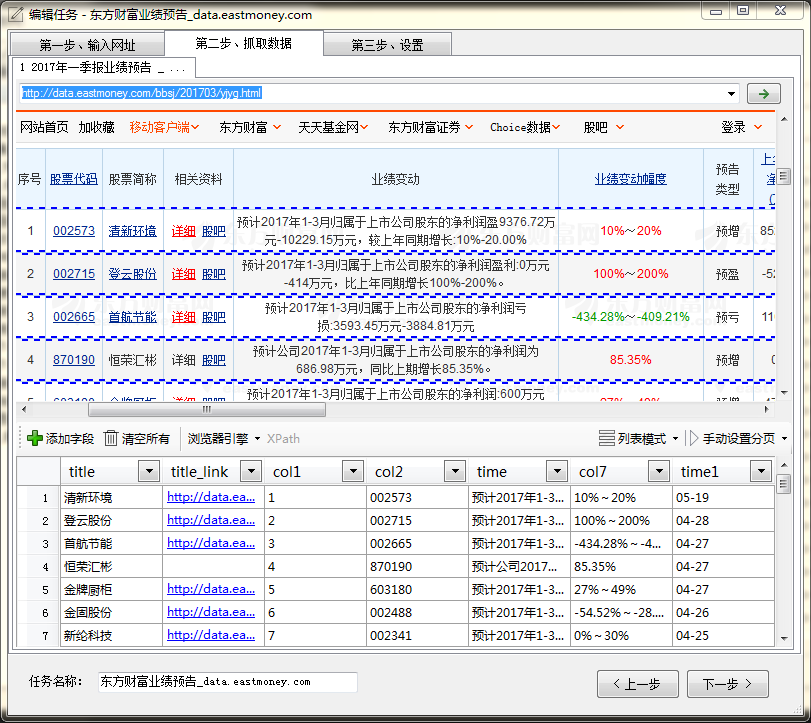 编辑任务 - 东方财富业绩预告_data.eastmoney.com
第一步、输入网址 第二步、抓取数据 第三步、设置
1 2017年一季报业绩预告 _ ...
http://data.eastmoney.com/bbsj/201703/yjyg.html
网站首页 加收藏 移动客户端 东方财富 天天基金网 东方财富证券 Choice数据 股吧 登录
序号 股票代码 股票简称 相关资料 业绩变动 业绩变动幅度 预告类型
1 002573 清新环境 详细 股吧 预计2017年1-3月归属于上市公司股东的净利润盈9376.72万元-10229.15万元，较上年同期增长:10%-20.00% 10%～20% 预增 85
2 002715 登云股份 详细 股吧 预计2017年1-3月归属于上市公司股东的净利润盈利:0万元-414万元，比上年同期增长100%-200%。 100%～200% 预盈 -52
3 002665 首航节能 详细 股吧 预计2017年1-3月归属于上市公司股东的净利润亏损:3593.45万元-3884.81万元 -434.28%～-409.21% 预亏 11
4 870190 恒荣汇彬 详细 股吧 预计公司2017年1-3月归属于上市公司股东的净利润为686.98万元，同比上期增长85.35%。 85.35% 预增
预计2017年1-3月归属于上市公司股东的净利润:600万元
添加字段 清空所有 浏览器引擎 XPath 列表模式 手动设置分页
title title_link col1 col2 time col7 time1
1 清新环境 http://data.ea... 1 002573 预计2017年1-3... 10%～20% 05-19
2 登云股份 http://data.ea... 2 002715 预计2017年1-3... 100%～200% 04-28
3 首航节能 http://data.ea... 3 002665 预计2017年1-3... -434.28%～-4... 04-27
4 恒荣汇彬 4 870190 预计公司2017... 85.35% 04-27
5 金牌厨柜 http://data.ea... 5 603180 预计2017年1-3... 27%～49% 04-27
6 金固股份 http://data.ea... 6 002488 预计2017年1-3... -54.52%～-28.... 04-26
7 新纶科技 http://data.ea... 7 002341 预计2017年1-3... 0%～30% 04-25
任务名称: 东方财富业绩预告_data.eastmoney.com
上一步 下一步